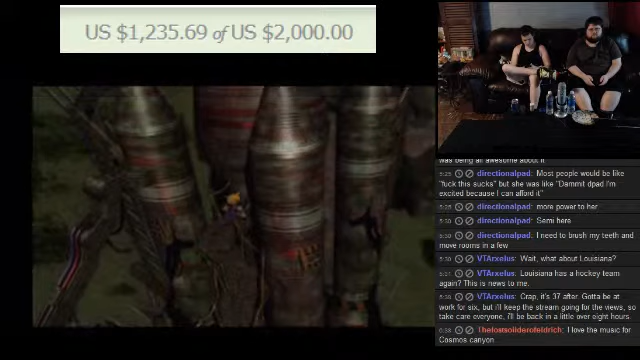 US $1,235.69 of US $2,000.00
was being all awesome about it
5:25 directionalpad: Most people would be like
"fuck this sucks" but she was like "Dammit dpad I'm
excited because I can afford it"
5:25 directionalpad: more power to her
5:30 directionalpad: Semi here
5:30 directionalpad: I need to brush my teeth and
move rooms in a few
5:30 VTArxelus: Wait, what about Louisiana?
5:31 VTArxelus: Louisiana has a hockey team
again? This is news to me.
5:38 VTArxelus: Crap, it's 37 after. Gotta be at
work for six, but i'll keep the stream going for the views, so
take care everyone, i'll be back in a little over eight hours.
Thelostsoilderofeldrich: I love the music for
Cosmos canyon